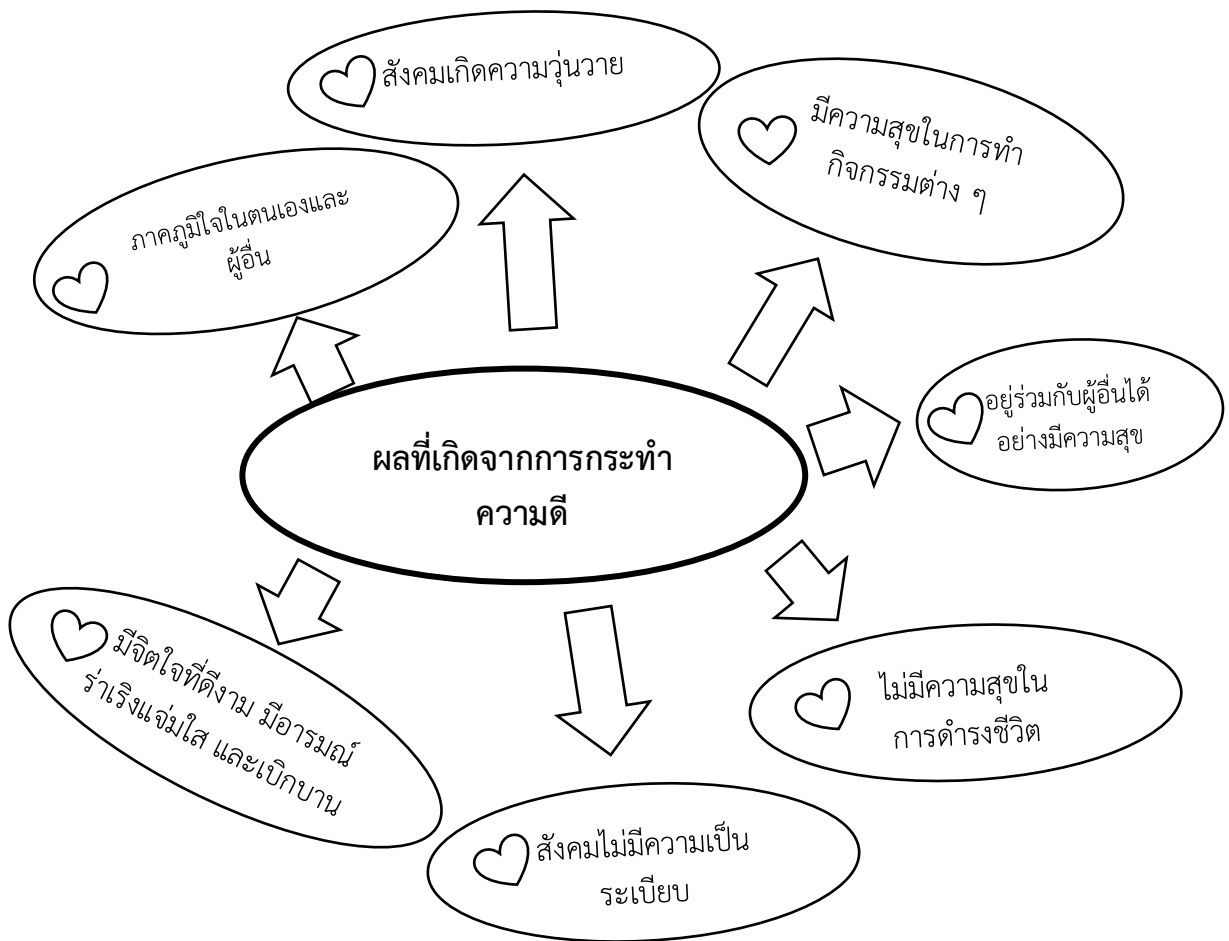 สังคมเกิดความวุ่นวาย
มีความสุขในการทำ
กิจกรรมต่าง ๆ
ภาคภูมิใจในตนเองและ
ผู้อื่น
อยู่ร่วมกับผู้อื่นได้
อย่างมีความสุข
ผลที่เกิดจากการกระทำ
ความดี
มีจิตใจที่ดีงาม มีอารมณ์
ร่าเริงแจ่มใส และเบิกบาน
ไม่มีความสุขใน
การดำรงชีวิต
สังคมไม่มีความเป็น
ระเบียบ